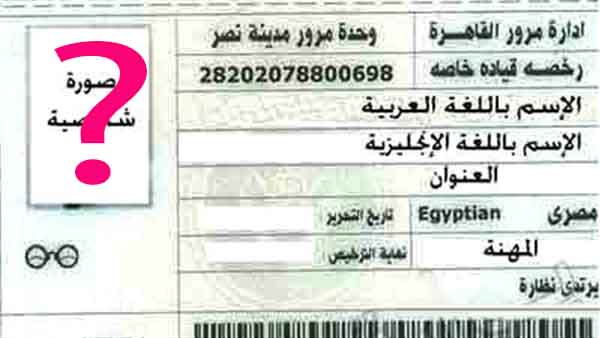 ادارة مرور القاهرة وحدة مرور مدينة نصر
رخصه قياده خاصه 28202078800698
الإسم باللغة العربية
الإسم باللغة الإنجليزية
العنوان
مصرى Egyptian تاريخ التحرير :
المهنة نهاية الترخيص :
يرتدى نظارة
صورة
شخصية
?